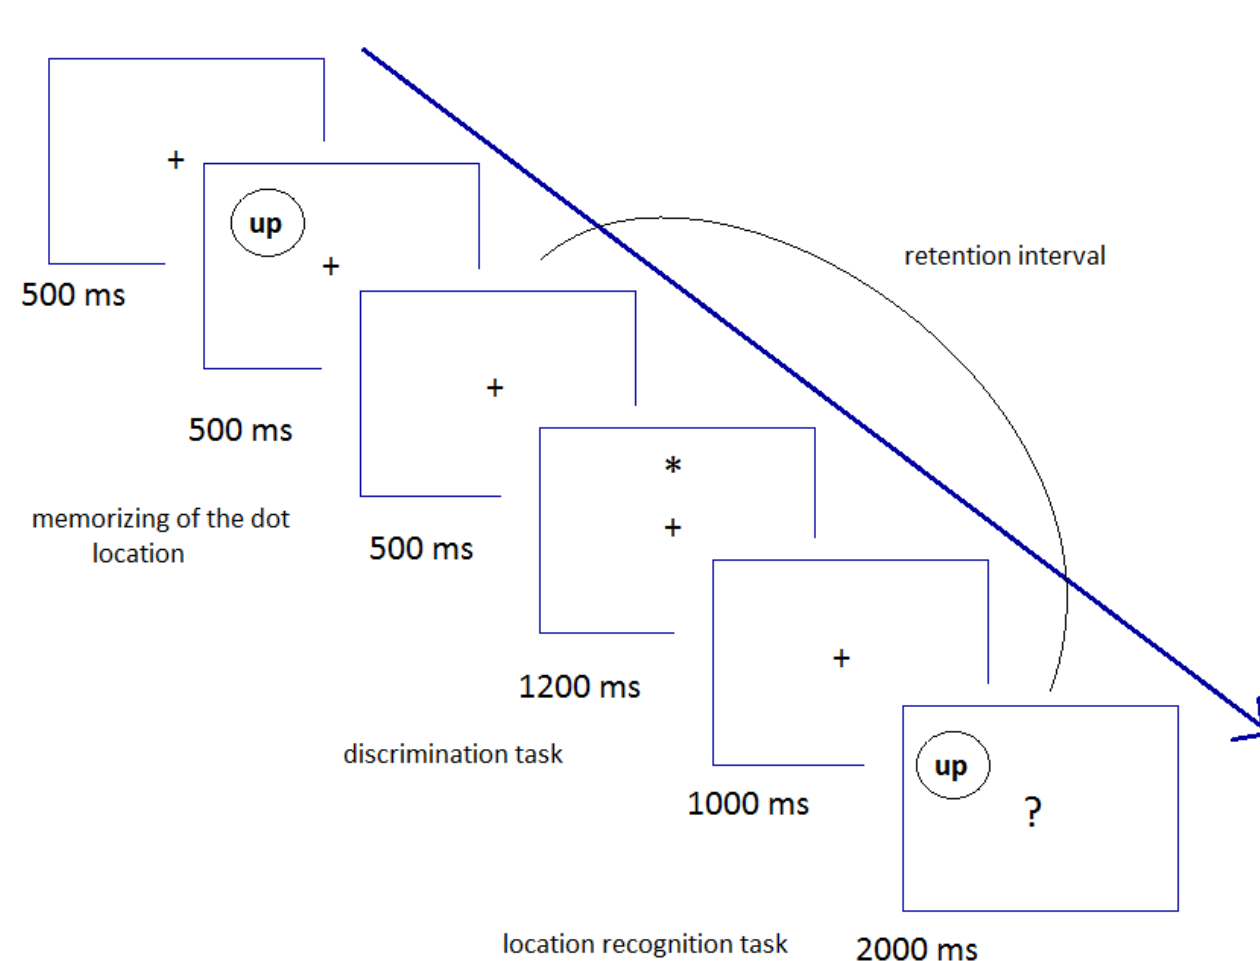 +
up
+
500 ms
retention interval
+
500 ms
*
+
memorizing of the dot
location
500 ms
+
1200 ms
discrimination task
up
?
1000 ms
location recognition task
2000 ms